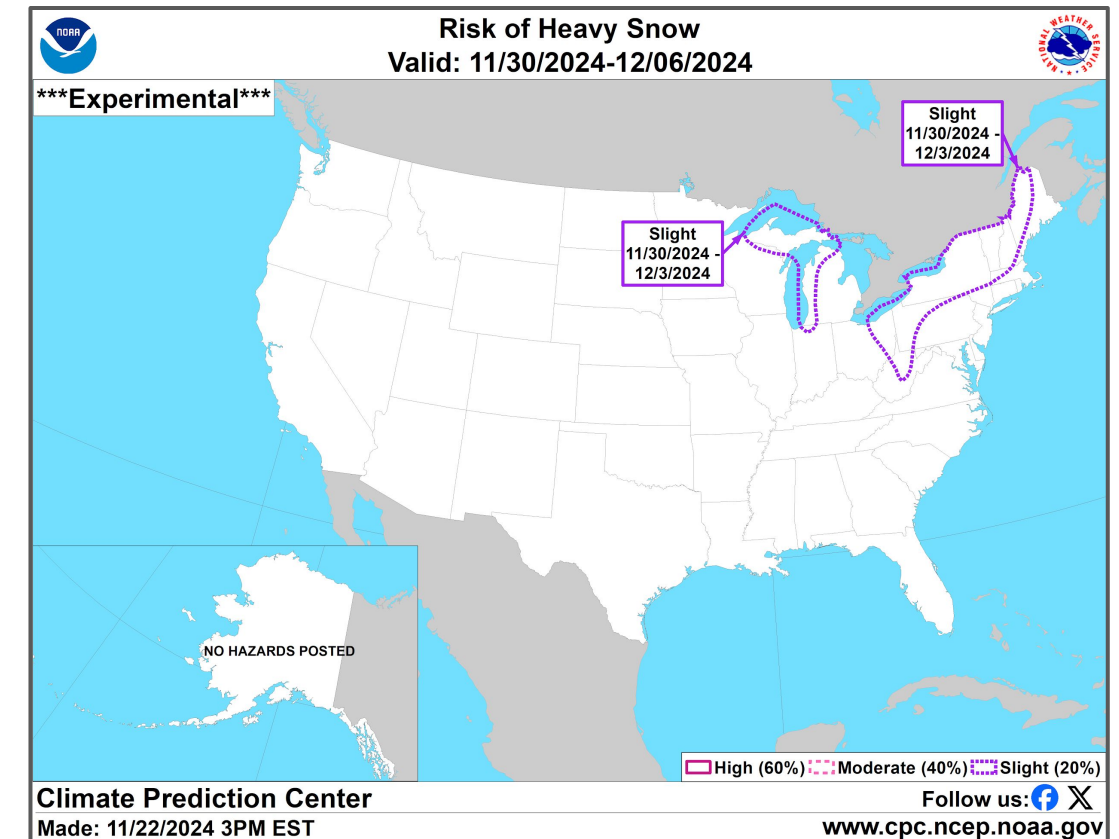 NOAA
Risk of Heavy Snow
Valid: 11/30/2024-12/06/2024
NATIONAL WEATHER SERVICE
***Experimental***
Slight
11/30/2024 -
12/3/2024
Slight
11/30/2024 -
12/3/2024
NO HAZARDS POSTED
High (60%) Moderate (40%) Slight (20%)
Climate Prediction Center
Follow us:
Made: 11/22/2024 3PM EST
www.cpc.ncep.noaa.gov